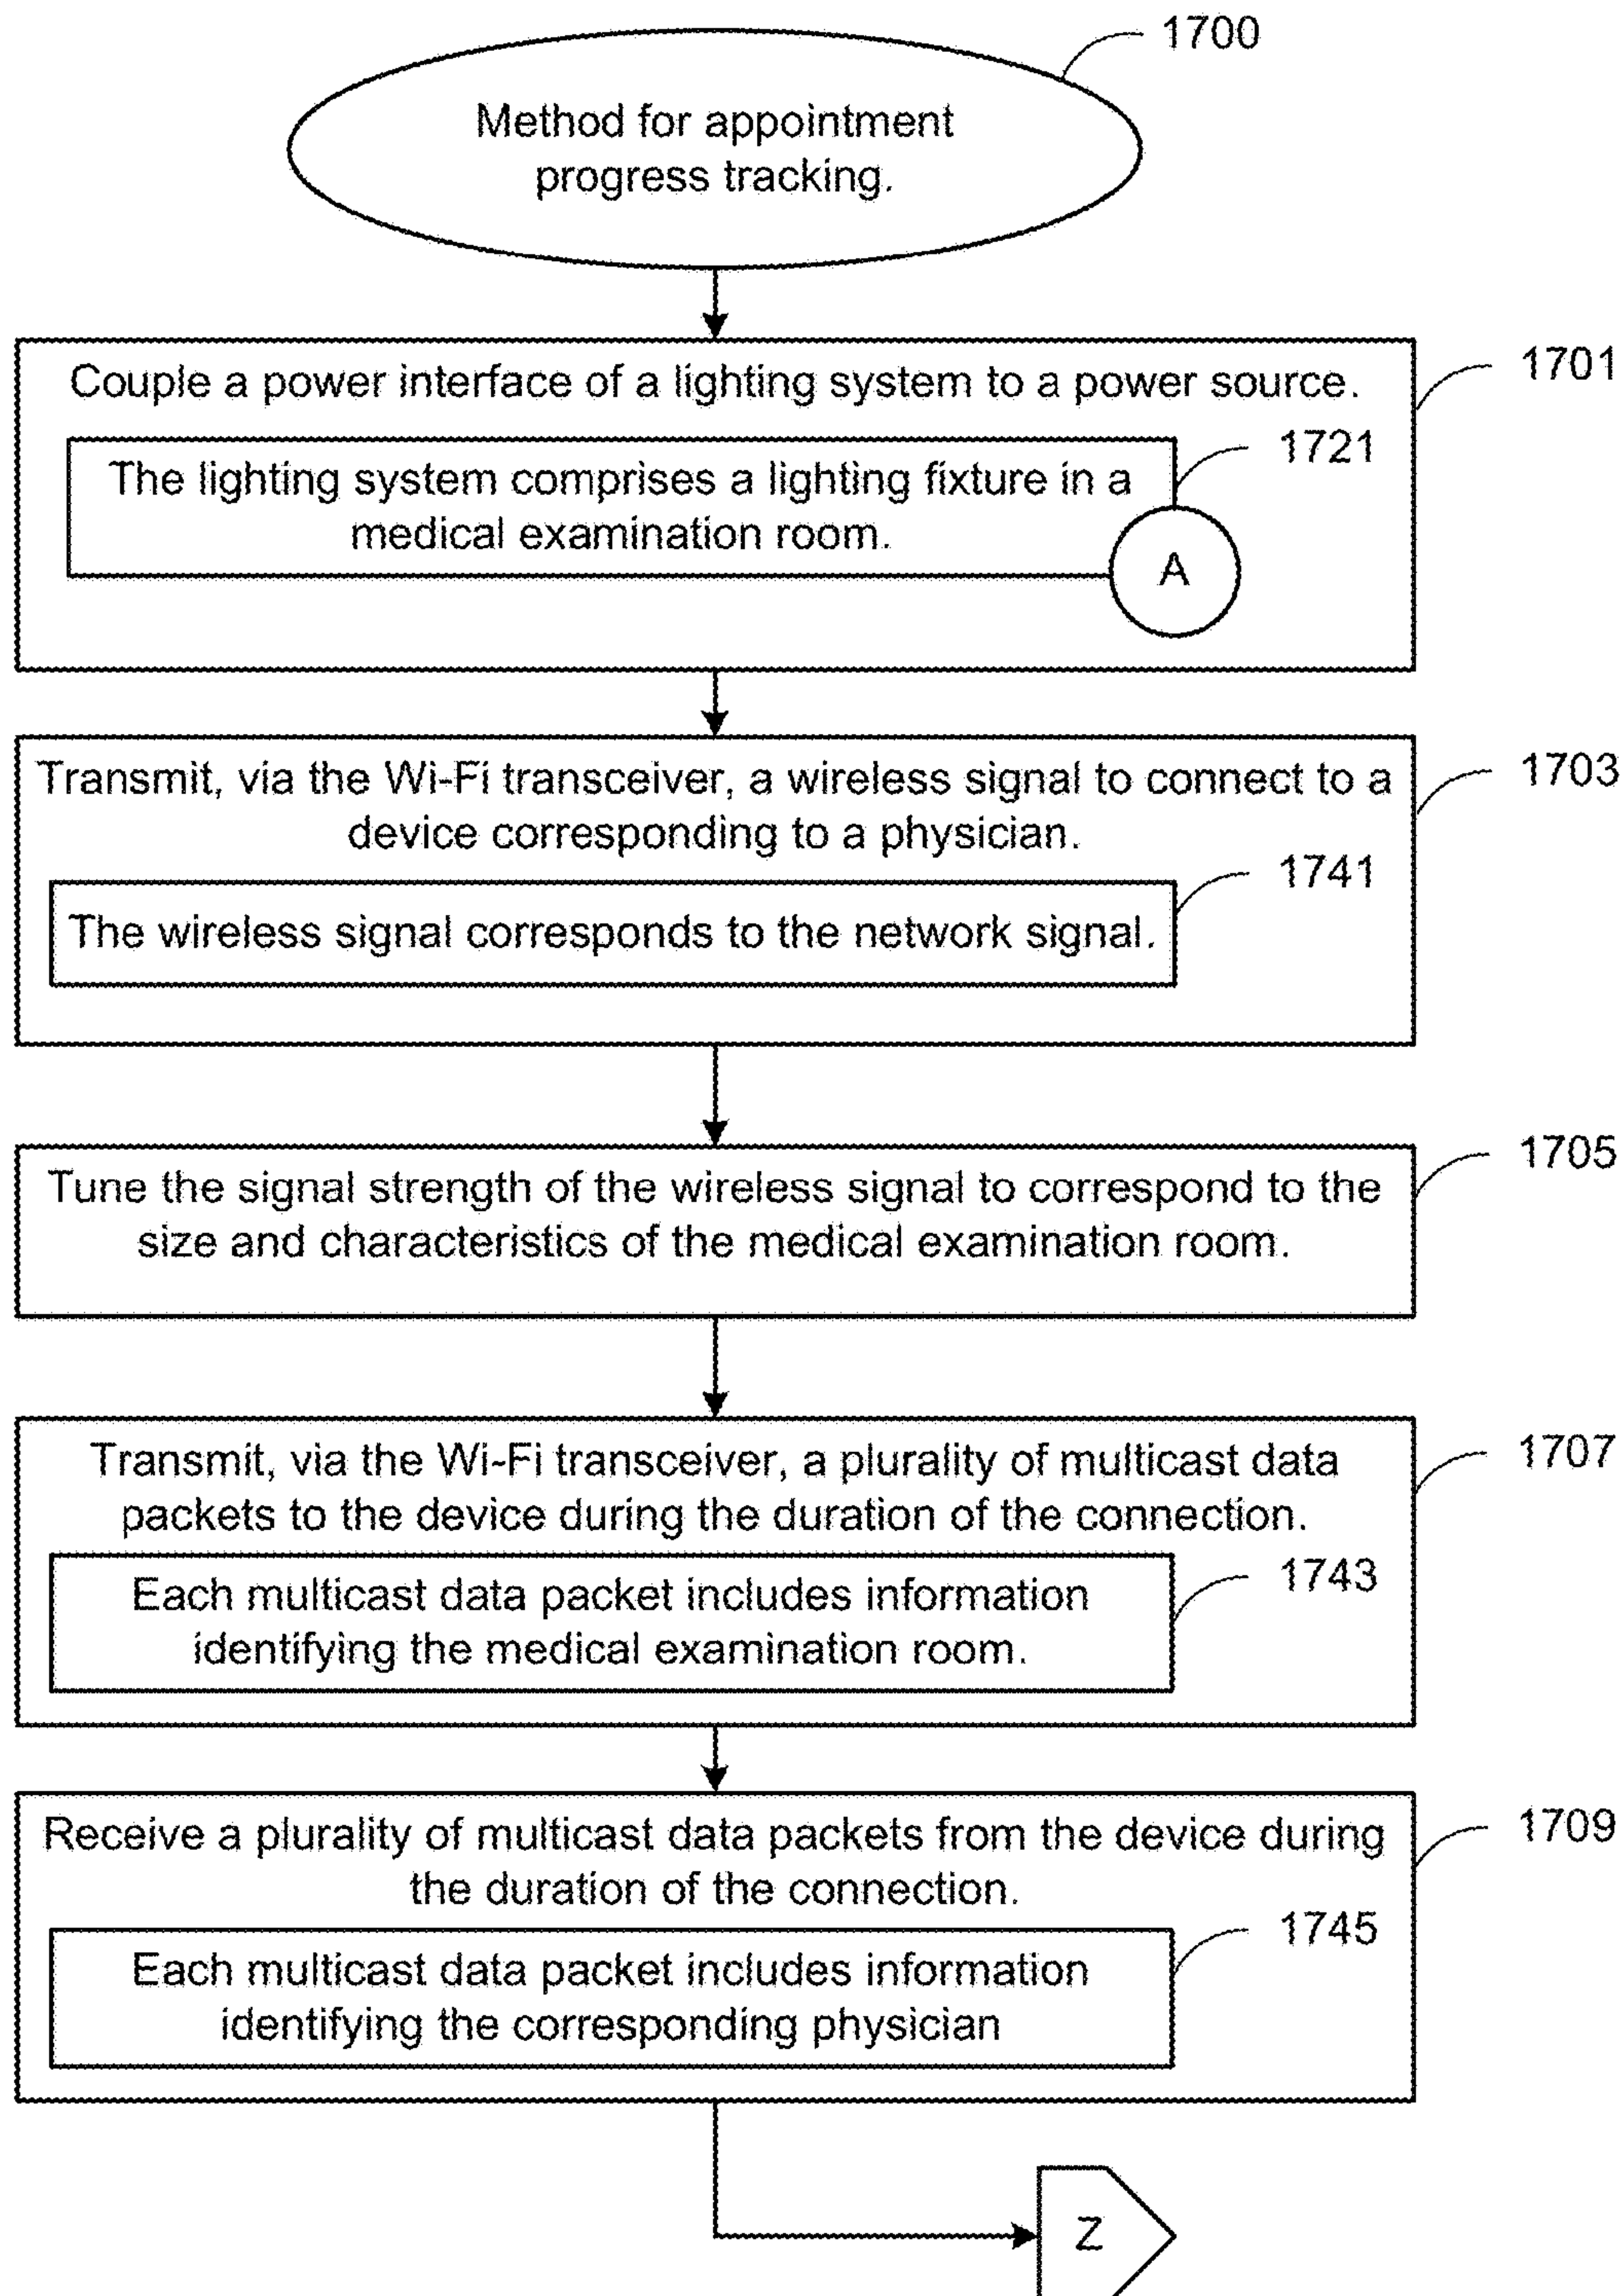 1700
Method for appointment
progress tracking.
1701
Couple a power interface of a lighting system to a power source.
1721
The lighting system comprises a lighting fixture in a
medical examination room.
A
1703
Transmit, via the Wi-Fi transceiver, a wireless signal to connect to a
device corresponding to a physician.
1741
The wireless signal corresponds to the network signal.
1705
Tune the signal strength of the wireless signal to correspond to the
size and characteristics of the medical examination room.
1707
Transmit, via the Wi-Fi transceiver, a plurality of multicast data
packets to the device during the duration of the connection.
1743
Each multicast data packet includes information
identifying the medical examination room.
1709
Receive a plurality of multicast data packets from the device during
the duration of the connection.
1745
Each multicast data packet includes information
identifying the corresponding physician
Z